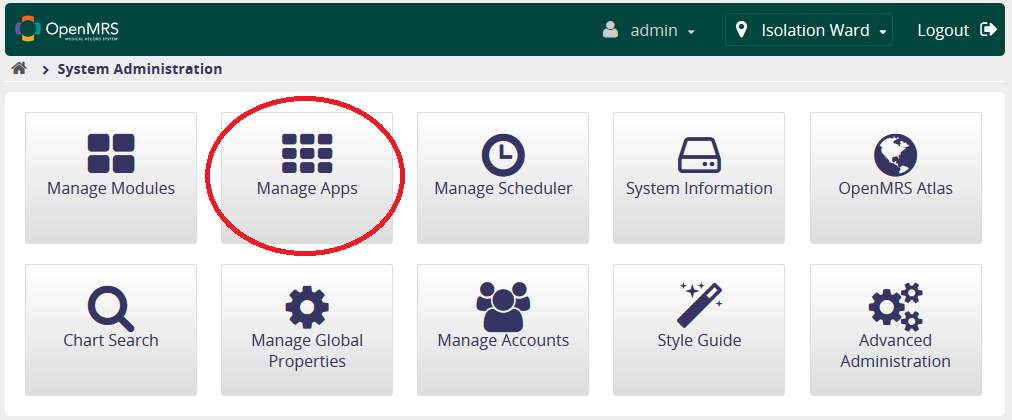 OpenMRS
MEDICAL RECORD SYSTEM
admin
Isolation Ward
Logout
System Administration
Manage Modules
Manage Apps
Manage Scheduler
System Information
OpenMRS Atlas
Chart Search
Manage Global
Properties
Manage Accounts
Style Guide
Advanced
Administration